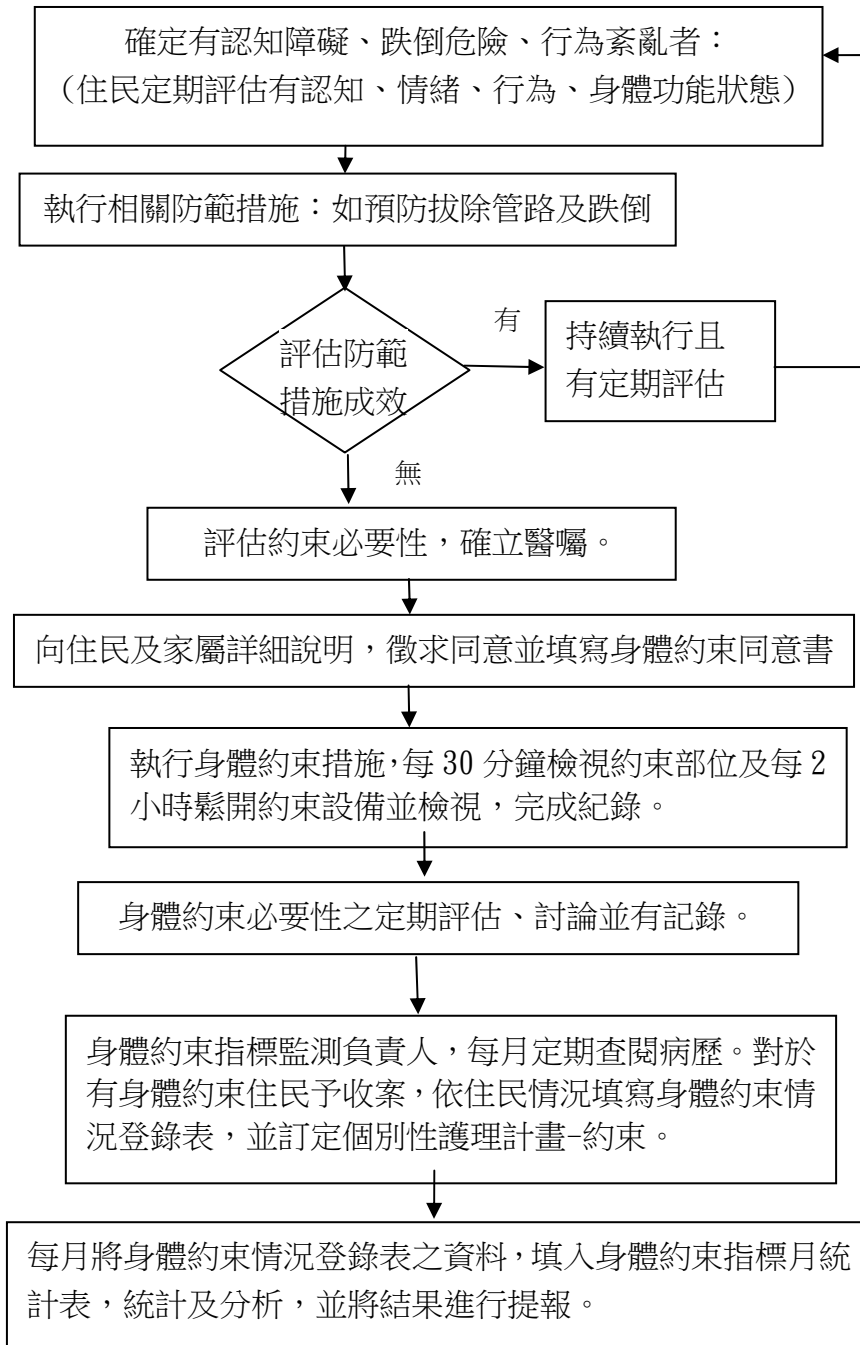 確定有認知障礙、跌倒危險、行為紊亂者：
（住民定期評估有認知、情緒、行為、身體功能狀態）
執行相關防範措施：如預防拔除管路及跌倒
評估防範
措施成效
有
持續執行且
有定期評估
無
評估約束必要性，確立醫囑。
向住民及家屬詳細說明，徵求同意並填寫身體約束同意書
執行身體約束措施，每 30 分鐘檢視約束部位及每 2
小時鬆開約束設備並檢視，完成紀錄。
身體約束必要性之定期評估、討論並有記錄。
身體約束指標監測負責人，每月定期查閱病歷。對於
有身體約束住民予收案，依住民情況填寫身體約束情
況登錄表，並訂定個別性護理計畫-約束。
每月將身體約束情況登錄表之資料，填入身體約束指標月統
計表，統計及分析，並將結果進行提報。